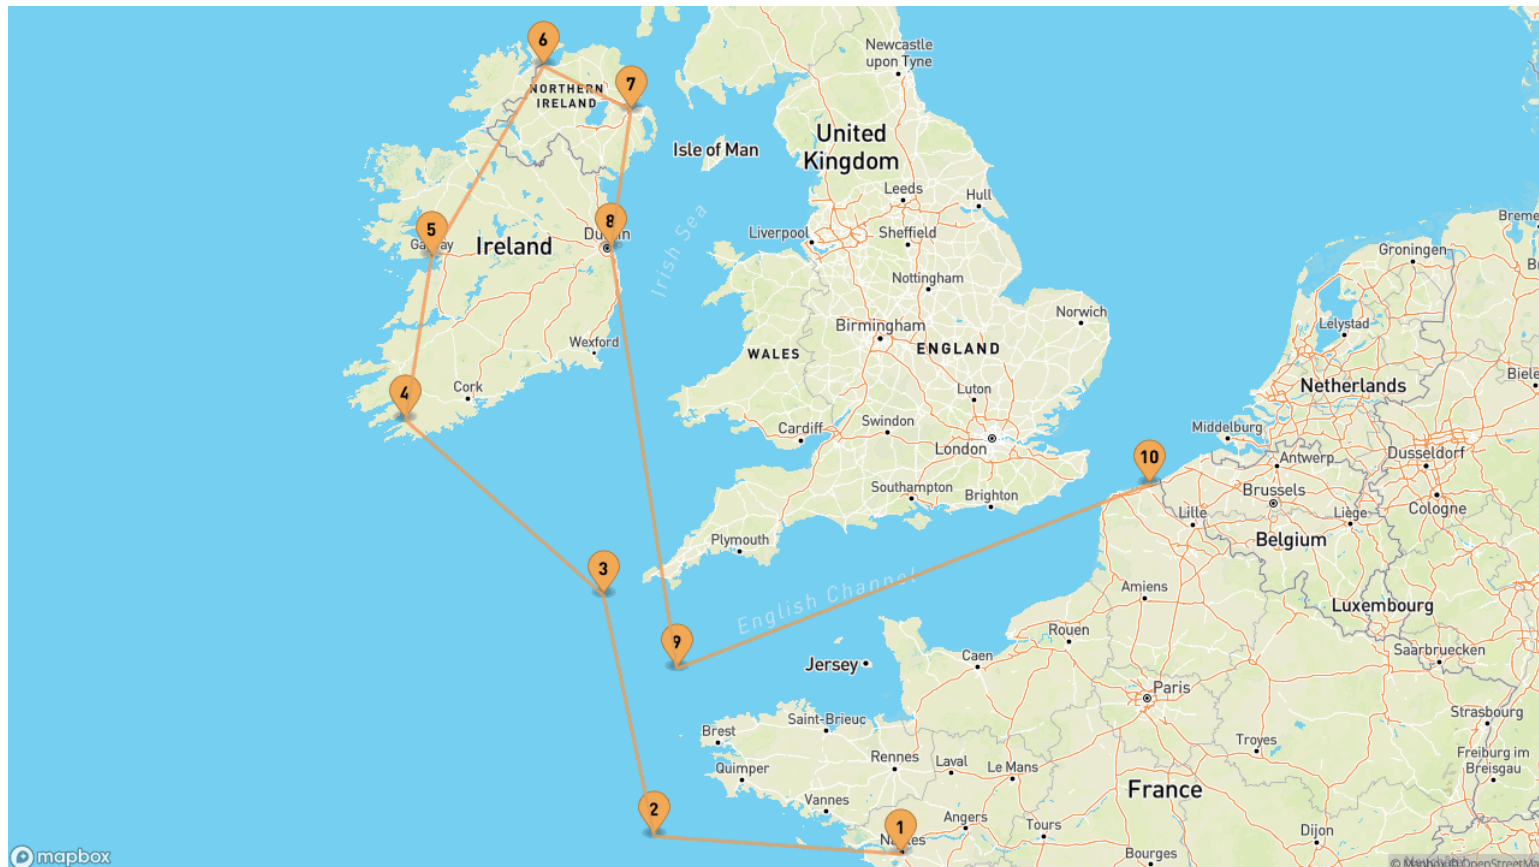 6
Newcastle
upon Tyne
7
NORTHERN
IRELAND
Isle of Man
United
Kingdom
Leeds
Hull
5
8
Ireland
Irish Sea
Liverpool
Sheffield
Groningen
Nottingham
Norwich
Lelystad
Birmingham
WALES
ENGLAND
Wexford
4
Cork
Luton
Netherlands
Cardiff
Swindon
London
Middelburg
Antwerp
Dusseldorf
10
Southampton
Brighton
Brussels
Cologne
Lille
Liège
Plymouth
Belgium
3
English Channel
Amiens
Luxembourg
9
Rouen
Jersey
Caen
Saarbruecken
Paris
Saint-Brieuc
Strasbourg
Brest
Troyes
Rennes
Laval
Le Mans
Freiburg im
Breisgau
Quimper
France
2
Vannes
1
Angers
Tours
Dijon
Bourges
mapbox